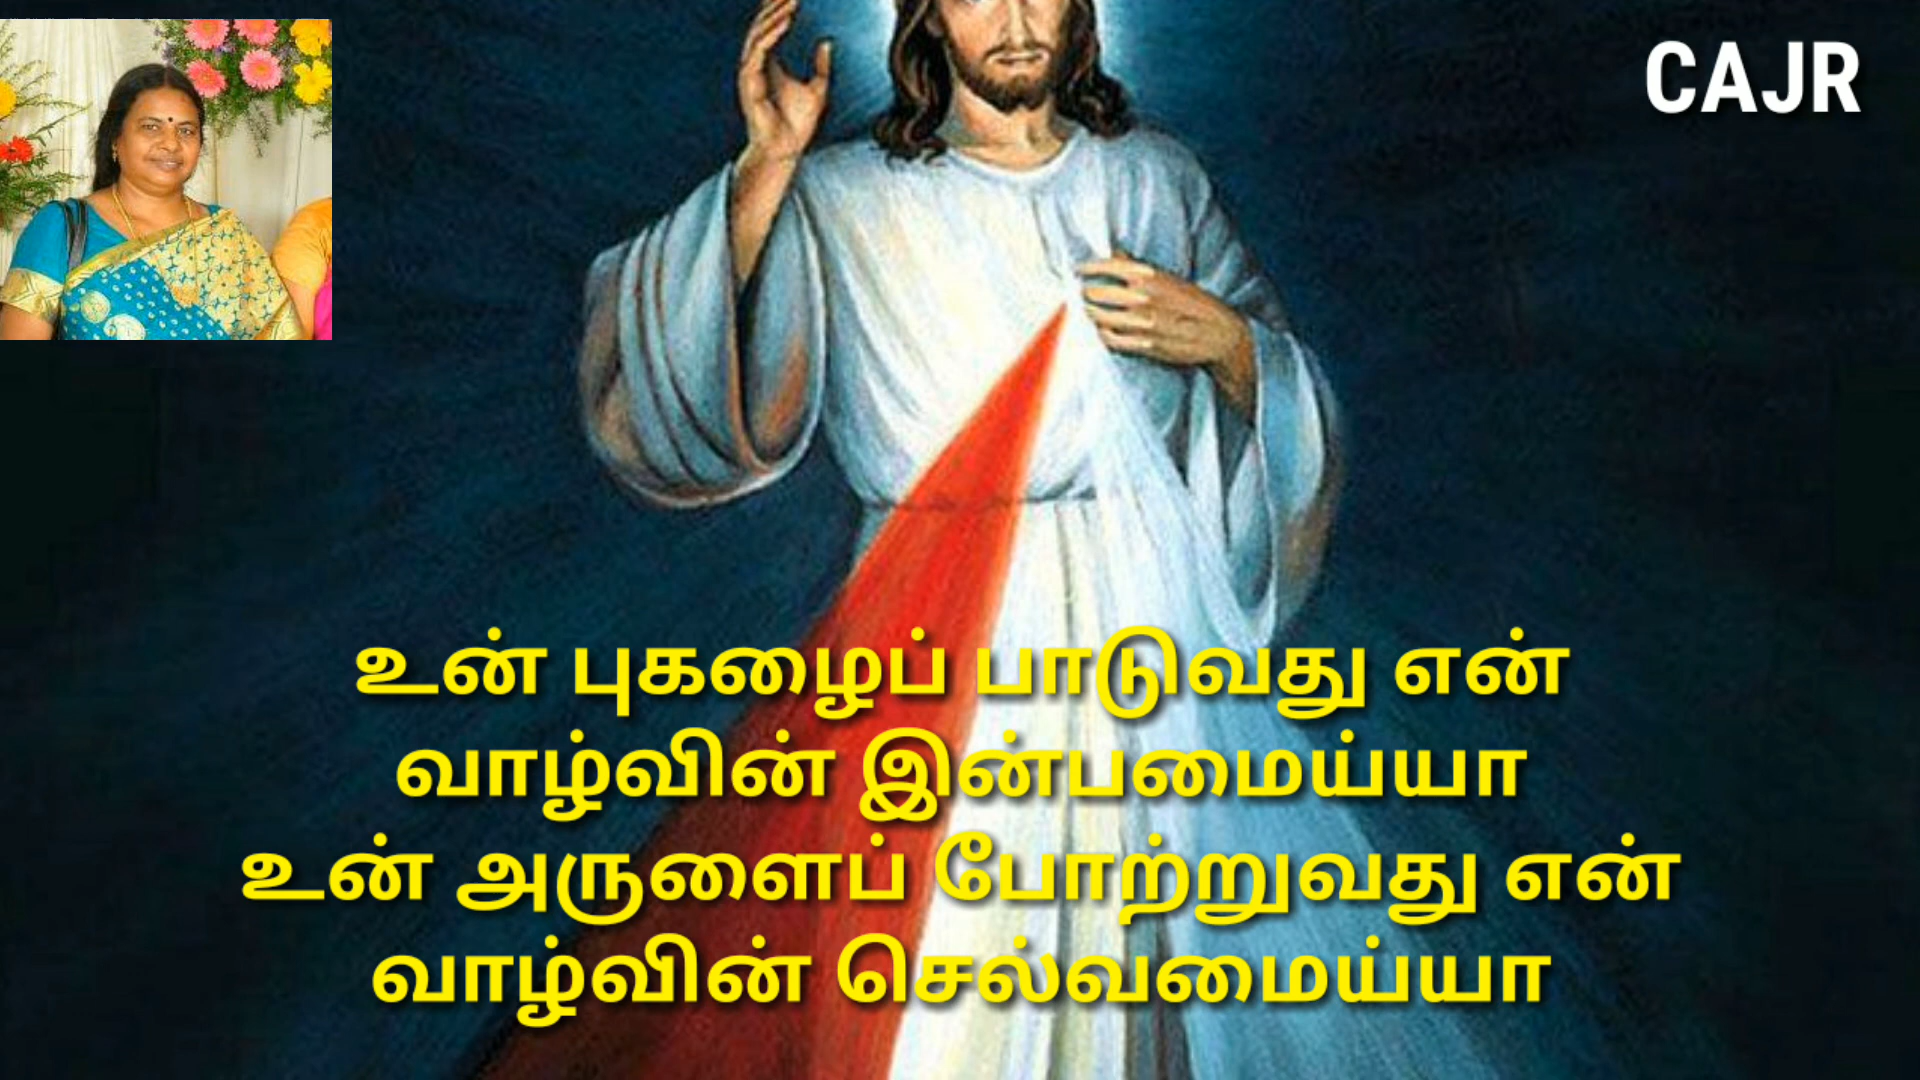 CAJR
உன் புகழைப் பாடுவது என்
வாழ்வின் இன்பமைய்யா
உன் அருளைப் போற்றுவது என்
வாழ்வின் செல்வமைய்யா